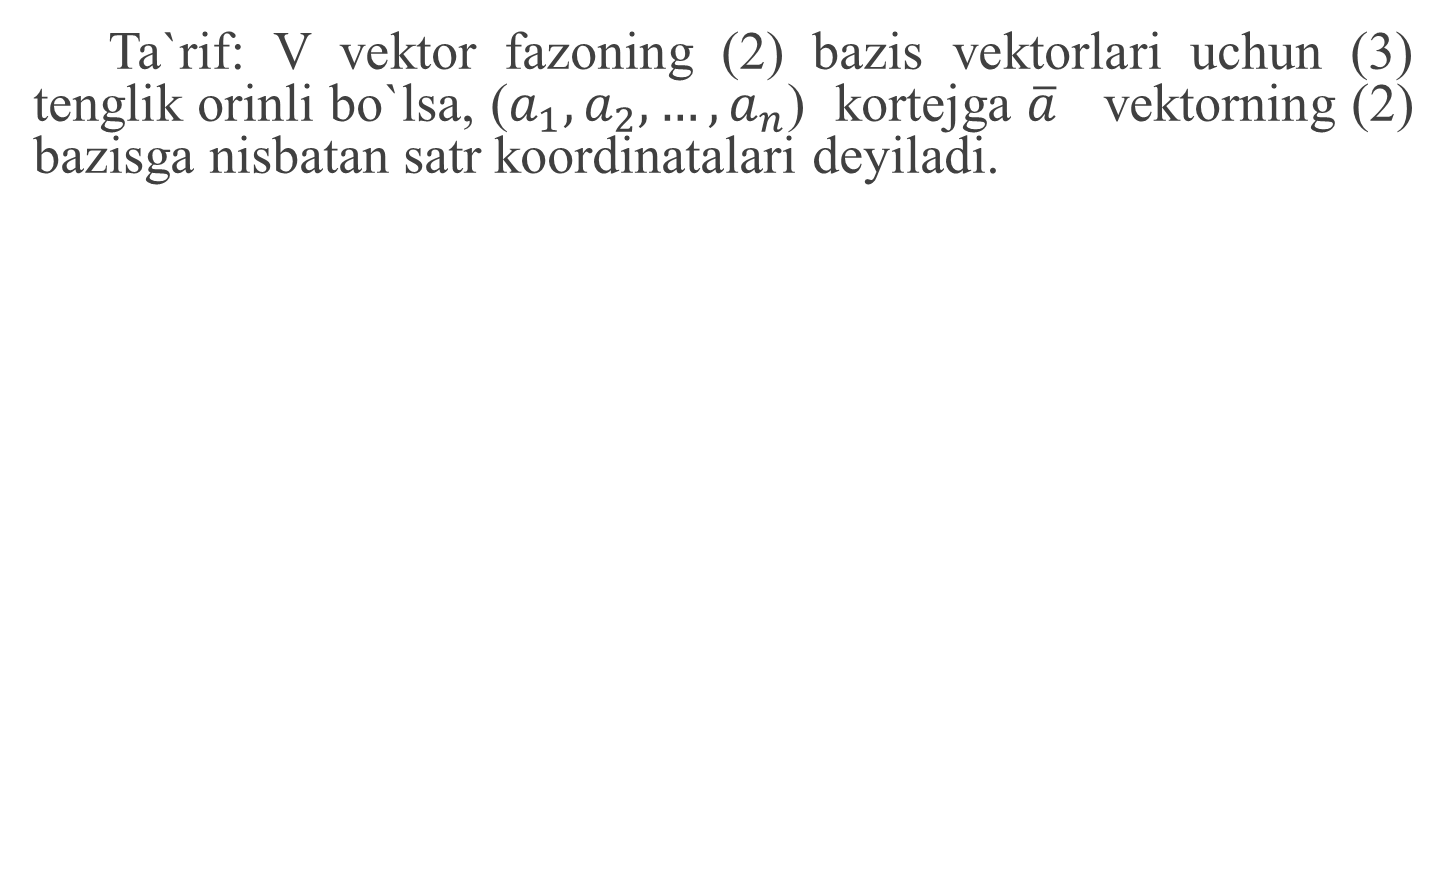 Ta`rif: V vektor fazoning (2) bazis vektorlari uchun (3)
tenglik orinli bo`lsa, (𝑎₁, 𝑎₂, … , 𝑎ₙ) kortejga 𝑎̅ vektorning (2)
bazisga nisbatan satr koordinatalari deyiladi.